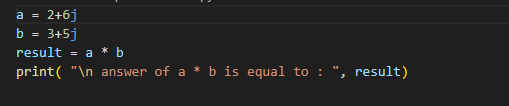 a = 2+6j
b = 3+5j
result = a * b
print( "\n answer of a * b is equal to : ", result)